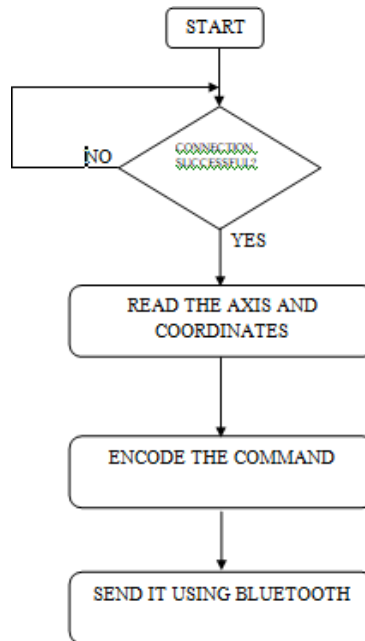 START
CONNECTION
SUCCESSFUL?
NO
YES
READ THE AXIS AND
COORDINATES
ENCODE THE COMMAND
SEND IT USING BLUETOOTH